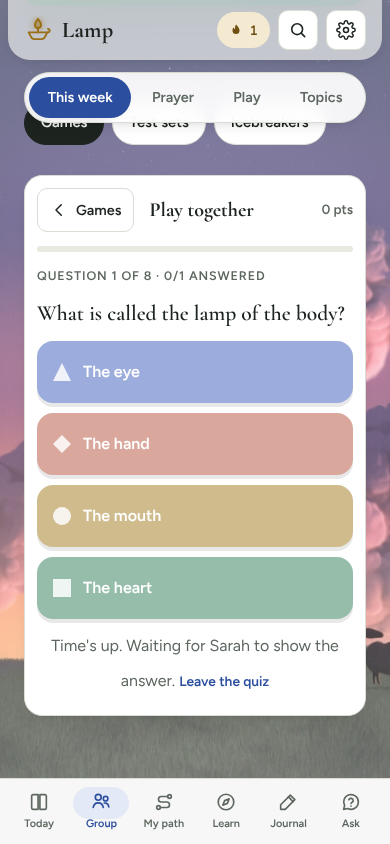 Lamp
1
This week
Prayer
Play
Topics
Games
Test sets
Icebreakers
Games
Play together
0 pts
QUESTION 1 OF 8 · 0/1 ANSWERED
What is called the lamp of the body?
The eye
The hand
The mouth
The heart
Time's up. Waiting for Sarah to show the
answer. Leave the quiz
Today
Group
My path
Learn
Journal
Ask